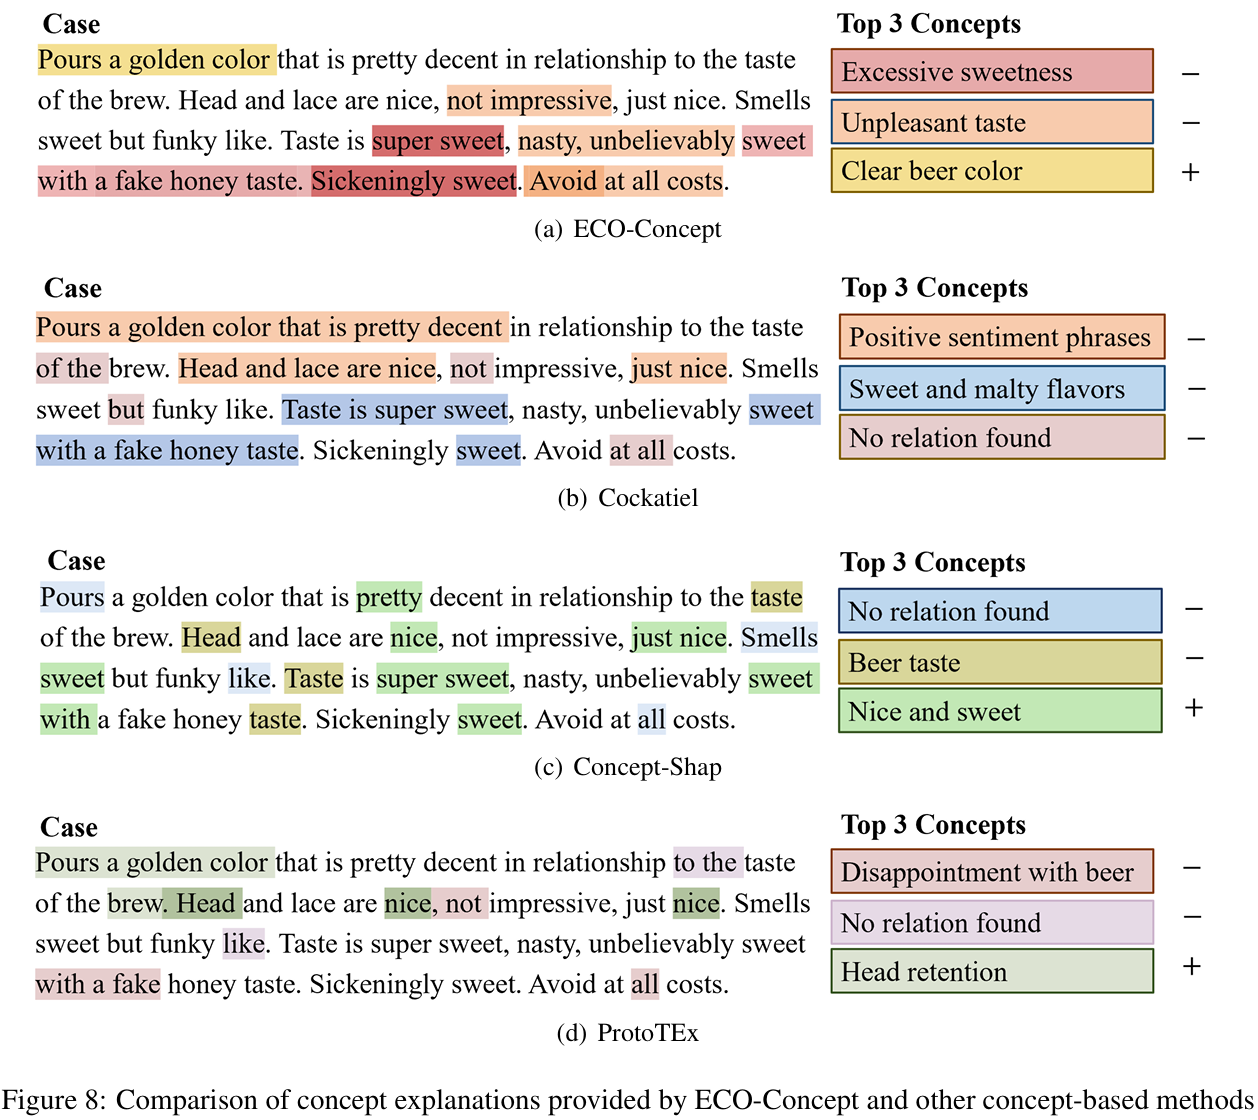 Case
Top 3 Concepts
Pours a golden color that is pretty decent in relationship to the taste
of the brew. Head and lace are nice, not impressive, just nice. Smells
sweet but funky like. Taste is super sweet, nasty, unbelievably sweet
with a fake honey taste. Sickeningly sweet. Avoid at all costs.
Excessive sweetness −
Unpleasant taste −
Clear beer color +
(a) ECO-Concept
Case
Top 3 Concepts
Pours a golden color that is pretty decent in relationship to the taste
of the brew. Head and lace are nice, not impressive, just nice. Smells
sweet but funky like. Taste is super sweet, nasty, unbelievably sweet
with a fake honey taste. Sickeningly sweet. Avoid at all costs.
Positive sentiment phrases −
Sweet and malty flavors −
No relation found −
(b) Cockatiel
Case
Top 3 Concepts
Pours a golden color that is pretty decent in relationship to the taste
of the brew. Head and lace are nice, not impressive, just nice. Smells
sweet but funky like. Taste is super sweet, nasty, unbelievably sweet
with a fake honey taste. Sickeningly sweet. Avoid at all costs.
No relation found −
Beer taste −
Nice and sweet +
(c) Concept-Shap
Case
Top 3 Concepts
Pours a golden color that is pretty decent in relationship to the taste
of the brew. Head and lace are nice, not impressive, just nice. Smells
sweet but funky like. Taste is super sweet, nasty, unbelievably sweet
with a fake honey taste. Sickeningly sweet. Avoid at all costs.
Disappointment with beer −
No relation found −
Head retention +
(d) ProtoTEx
Figure 8: Comparison of concept explanations provided by ECO-Concept and other concept-based methods